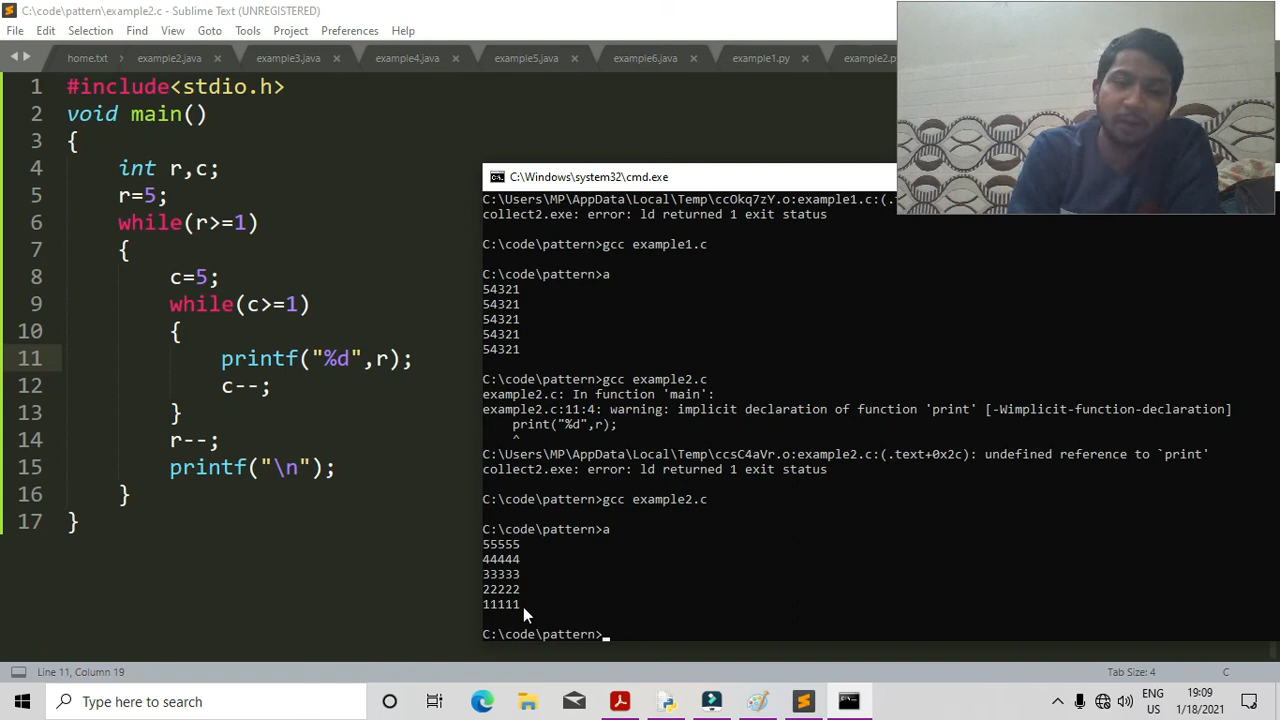 C:\code\pattern\example2.c - Sublime Text (UNREGISTERED)
File Edit Selection Find Goto Tools Project Preferences Help
home.txt example2.java example3.java example4.java example5.java example6.java example1.py example2.p
1 #include<stdio.h>
2 void main()
3 {
4 int r,c;
5 r=5;
6 while(r>=1)
7 {
8 c=5;
9 while(c>=1)
10 {
11 printf("%d",r);
12 c--;
13 }
14 r--;
15 printf("\n");
16 }
17 }
C:\Windows\system32\cmd.exe
C:\Users\MP\AppData\Local\Temp\ccOkq7zY.o:example1.c:(.
collect2.exe: error: ld returned 1 exit status
C:\code\pattern>gcc example1.c
C:\code\pattern>a
54321
54321
54321
54321
54321
C:\code\pattern>gcc example2.c
example2.c: In function 'main':
example2.c:11:4: warning: implicit declaration of function 'print' [-Wimplicit-function-declaration]
print("%d",r);
^
C:\Users\MP\AppData\Local\Temp\ccsC4aVr.o:example2.c:(.text+0x2c): undefined reference to `print'
collect2.exe: error: ld returned 1 exit status
C:\code\pattern>gcc example2.c
C:\code\pattern>a
55555
44444
33333
22222
11111
C:\code\pattern>
Line 11, Column 19
Tab Size: 4
C
Type here to search
ENG
US
19:09
1/18/2021